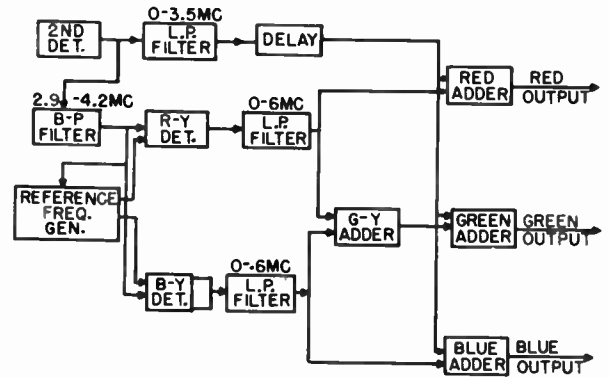 0-3.5MC
2ND
DET.
L.P.
FILTER
DELAY
RED
ADDER
RED
OUTPUT
2.9 -4.2MC
B-P
FILTER
R-Y
DET.
0-6MC
L.P.
FILTER
REFERENCE
FREQ.
GEN.
G-Y
ADDER
GREEN
ADDER
GREEN
OUTPUT
B-Y
DET.
0-.6MC
L.P.
FILTER
BLUE
ADDER
BLUE
OUTPUT